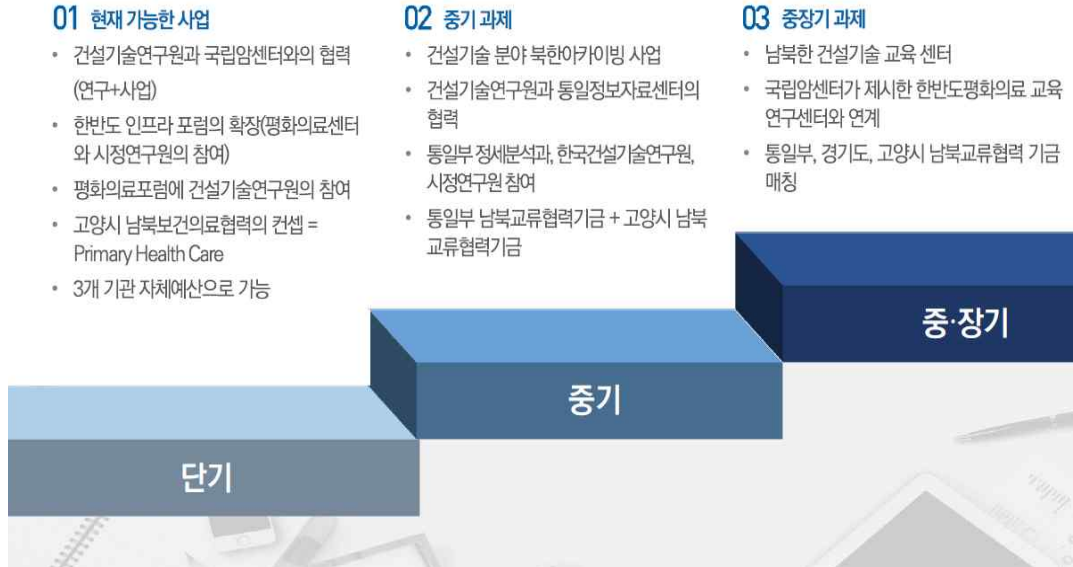 01 현재 가능한 사업
• 건설기술연구원과 국립암센터와의 협력
(연구+사업)
• 한반도 인프라 포럼의 확장(평화의료센터
와 시정연구원의 참여)
• 평화의료포럼에 건설기술연구원의 참여
• 고양시 남북보건의료협력의 컨셉 =
Primary Health Care
• 3개 기관 자체예산으로 가능
02 중기 과제
• 건설기술 분야 북한아카이빙 사업
• 건설기술연구원과 통일정보자료센터의
협력
• 통일부 정세분석과, 한국건설기술연구원,
시정연구원 참여
• 통일부 남북교류협력기금 + 고양시 남북
교류협력기금
03 중장기 과제
• 남북한 건설기술 교육 센터
• 국립암센터가 제시한 한반도평화의료 교육
연구센터와 연계
• 통일부, 경기도, 고양시 남북교류협력 기금
매칭
단기
중기
중·장기